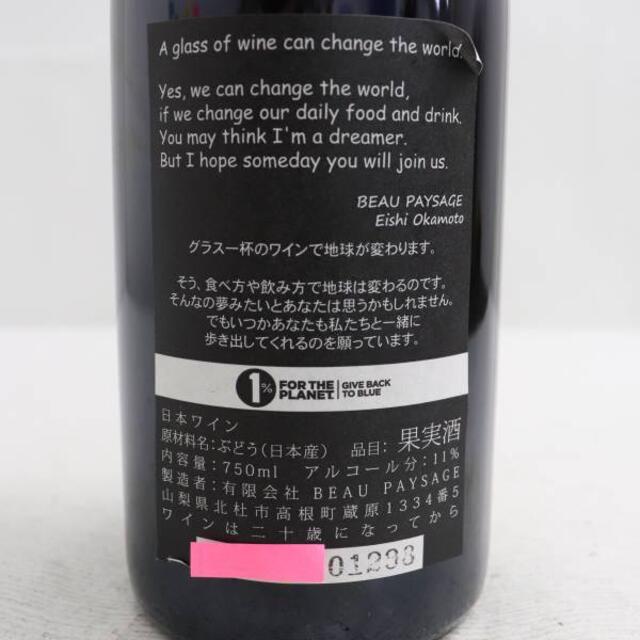 A glass of wine can change the world.
Yes, we can change the world,
if we change our daily food and drink.
You may think I'm a dreamer.
But I hope someday you will join us.
BEAU PAYSAGE
Eishi Okamoto
グラス一杯のワインで地球が変わります。
そう、食べ方や飲み方で地球は変わるのです。
そんなの夢みたいとあなたは思うかもしれません。
でもいつかあなたも私たちと一緒に
歩き出してくれるのを願っています。
1% FOR THE PLANET. GIVE BACK TO BLUE
日本ワイン
原材料名:ぶどう(日本産) 品目: 果実酒
内容量:750ml アルコール分:11%
製造者:有限会社 BEAU PAYSAGE
山梨県北杜市高根町蔵原1334番5
ワインは二十歳になってから
01298